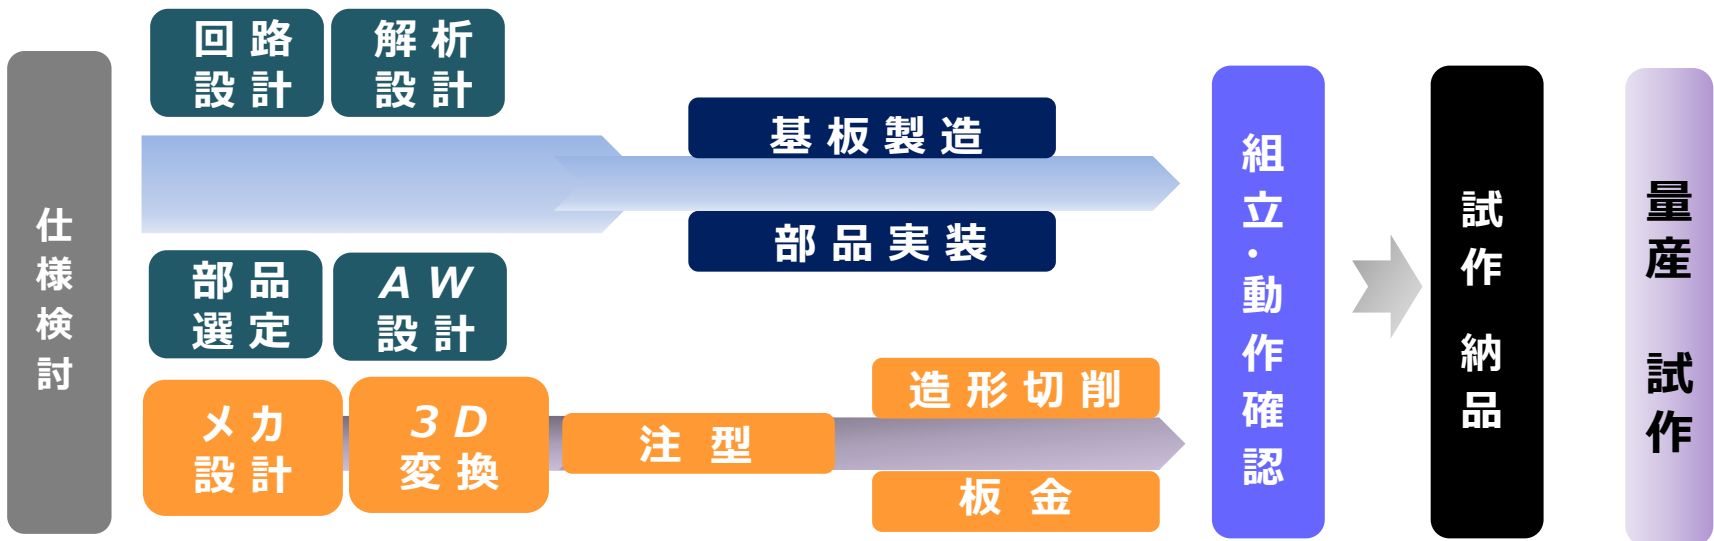 仕様検討
回路
設計
解析
設計
部品
選定
AW
設計
メカ
設計
3D
変換
注型
基板製造
部品実装
造形切削
板金
組立・動作確認
試作 納品
量産 試作